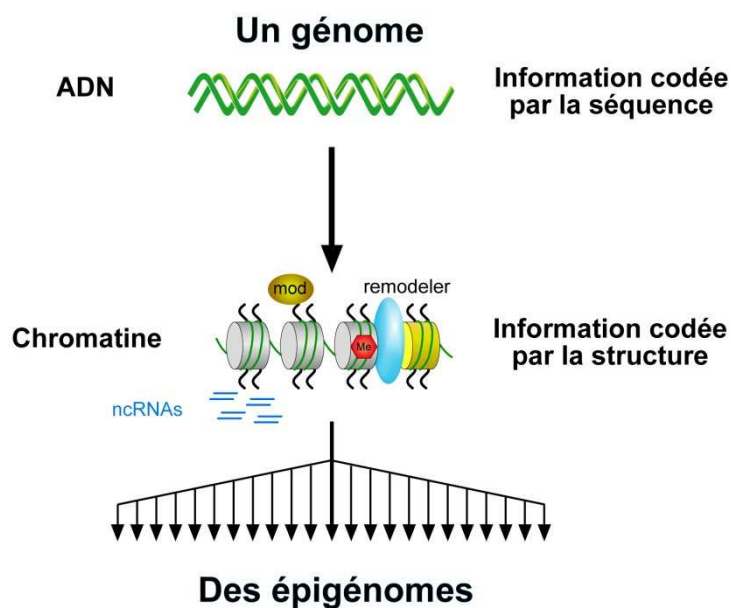 Un génome
ADN
Information codée
par la séquence
mod
remodeler
Chromatine
Me
Information codée
par la structure
ncRNAs
Des épigénomes